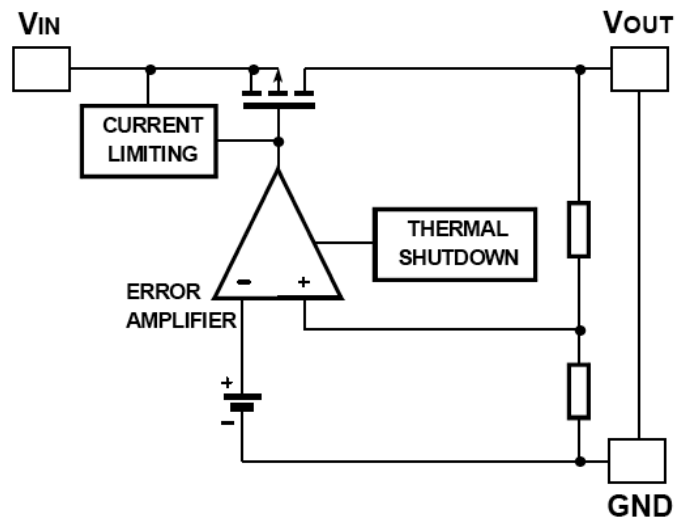 VIN
VOUT
CURRENT
LIMITING
THERMAL
SHUTDOWN
- +
ERROR
AMPLIFIER
+
-
GND